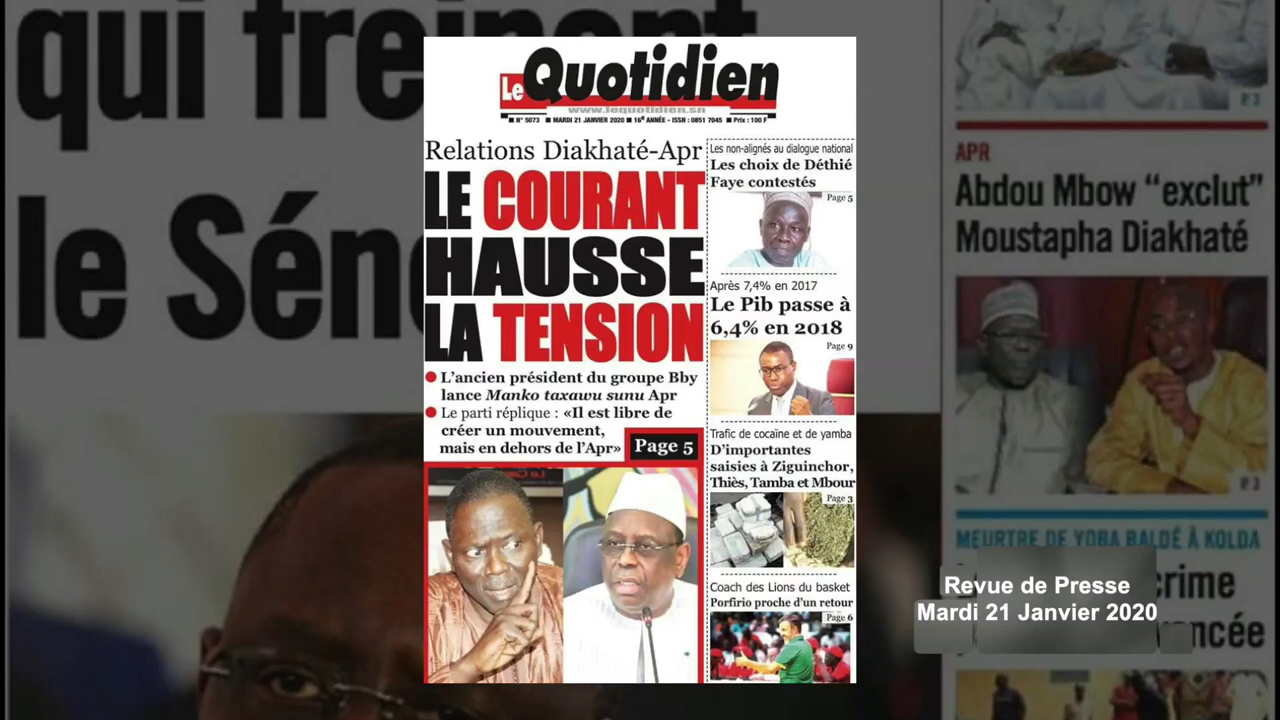 qui freinent
le Sén
Le Quotidien
www.lequotidien.sn
N° 5073 ■ MARDI 21 JANVIER 2020 ■ 16E ANNÉE - ISSN : 0851 7045 ■ Prix : 100 F
Relations Diakhaté-Apr
LE COURANT
HAUSSE
LA TENSION
L'ancien président du groupe Bby
lance Manko taxawu sunu Apr
Le parti réplique : «Il est libre de
créer un mouvement,
mais en dehors de l'Apr»
Page 5
Les non-alignés au dialogue national
Les choix de Déthié
Faye contestés
Page 5
Après 7,4% en 2017
Le Pib passe à
6,4% en 2018
Page 9
Trafic de cocaïne et de yamba
D'importantes
saisies à Ziguinchor,
Thiès, Tamba et Mbour
Page 3
Coach des Lions du basket
Porfirio proche d'un retour
Page 6
P.3
APR
Abdou Mbow “exclut”
Moustapha Diakhaté
P.3
MEURTRE DE YOBA BALDÉ À KOLDA
crime
ncée
Revue de Presse
Mardi 21 Janvier 2020